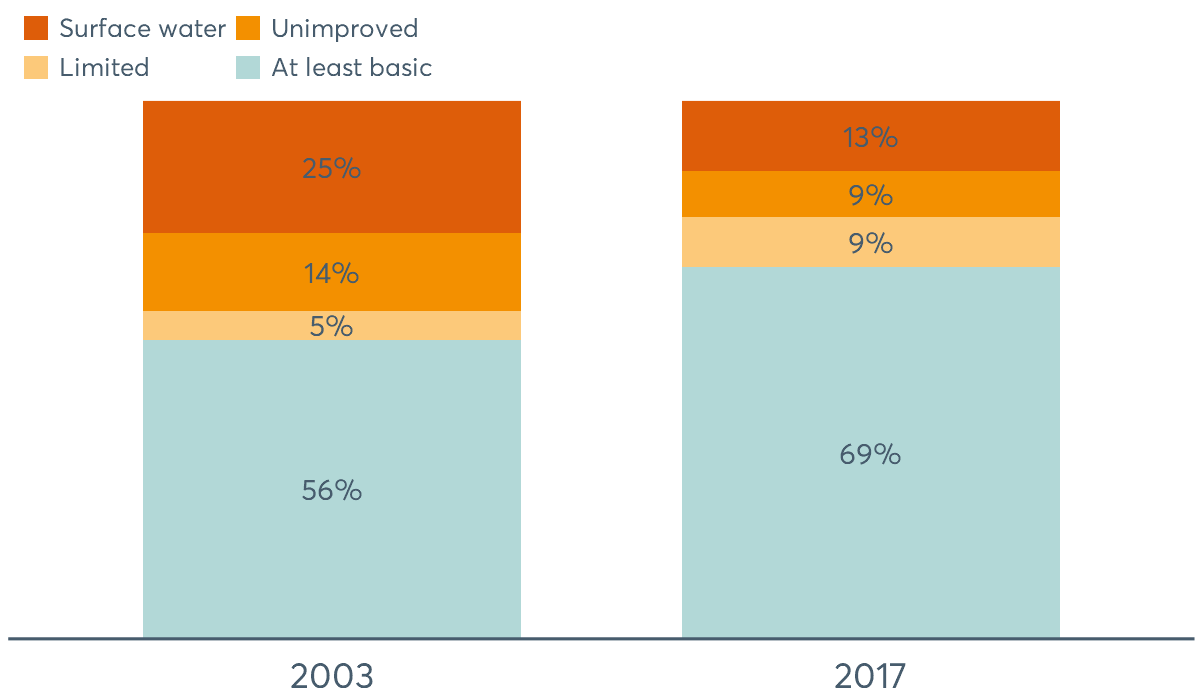 Surface water Unimproved
Limited At least basic
25% 13%
14% 9%
5% 9%
56% 69%
2003 2017